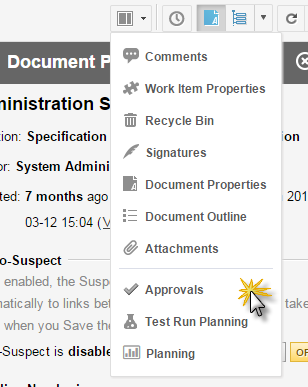 Document P
Comments
Work Item Properties
Recycle Bin
Signatures
Document Properties
Document Outline
Attachments
Approvals
Test Run Planning
Planning
ministration S
tion: Specification
ion
or: System Admini
ted: 7 months ago
201
03-12 15:04 (
o-Suspect
enabled, the Susp
matically to links be
take
when you Save the
-Suspect is disable